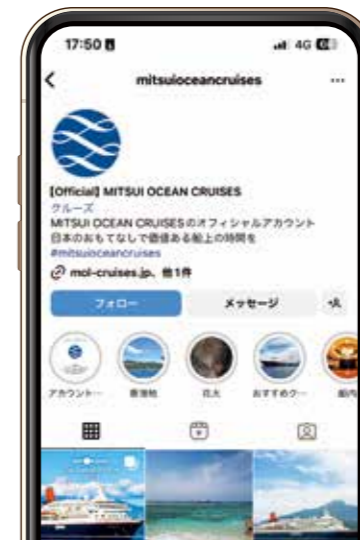 17:50
4G
mitsuioceancruises
[Official] MITSUI OCEAN CRUISES
クルーズ
MITSUI OCEAN CRUISESのオフィシャルアカウント
日本のおもてなしで価値ある船上の時間を
#mitsuioceancruises
mol-cruises.jp、他1件
フォロー
メッセージ
アカウント…
花火
おすすめク…
船内